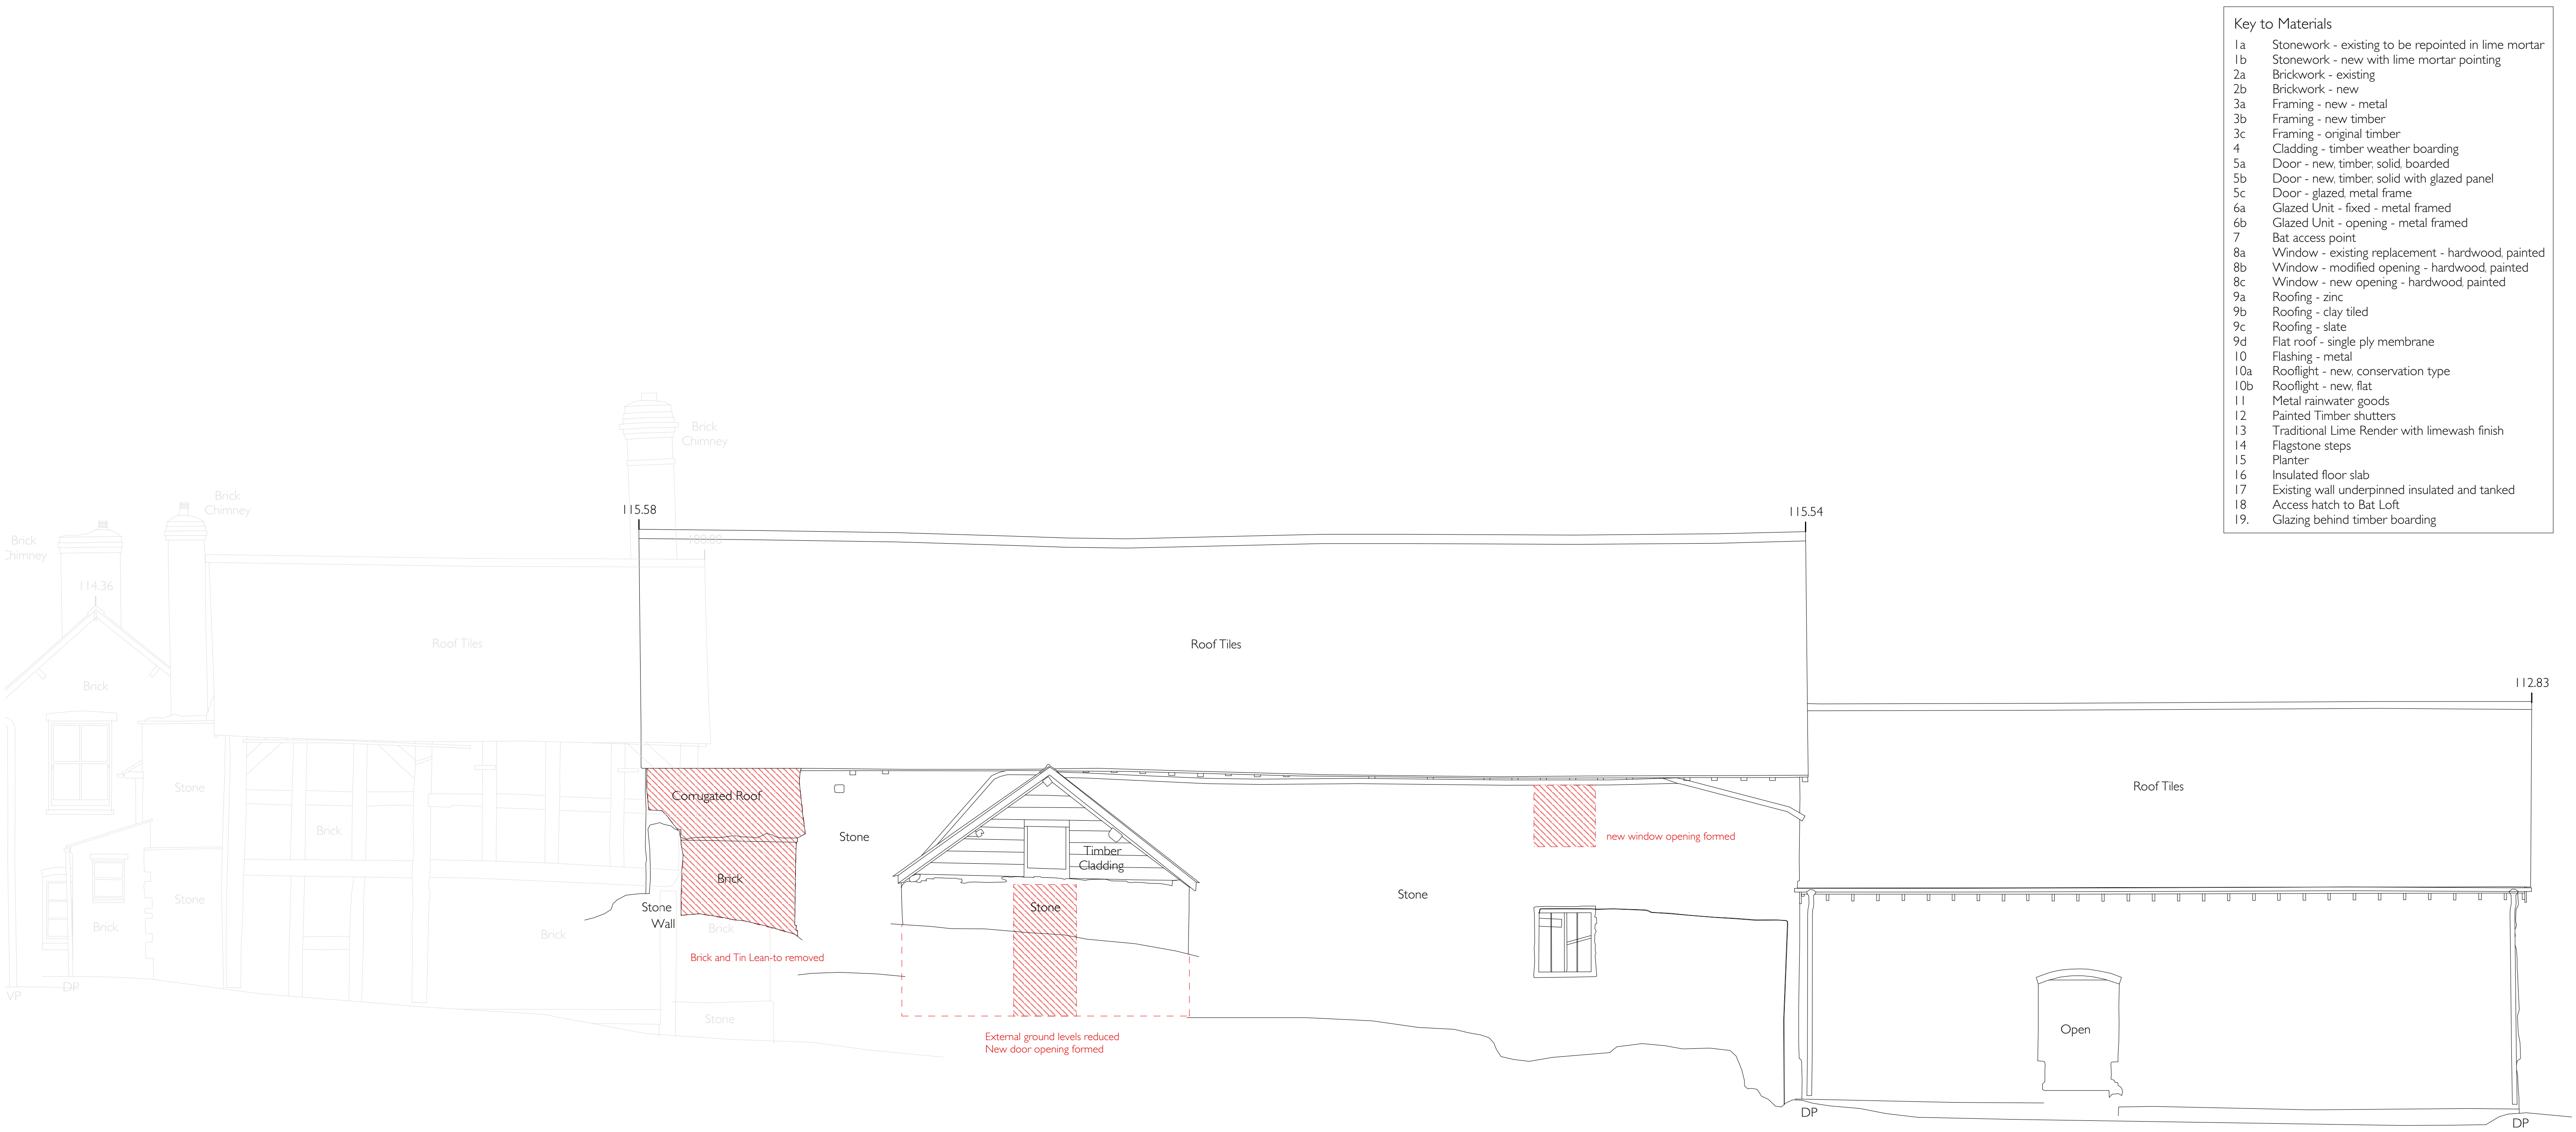 Key to Materials
1a Stonework - existing to be repointed in lime mortar
1b Stonework - new with lime mortar pointing
2a Brickwork - existing
2b Brickwork - new
3a Framing - new - metal
3b Framing - new timber
3c Framing - original timber
4 Cladding - timber weather boarding
5a Door - new, timber, solid, boarded
5b Door - new, timber, solid with glazed panel
5c Door - glazed, metal frame
6a Glazed Unit - fixed - metal framed
6b Glazed Unit - opening - metal framed
7 Bat access point
8a Window - existing replacement - hardwood, painted
8b Window - modified opening - hardwood, painted
8c Window - new opening - hardwood, painted
9a Roofing - zinc
9b Roofing - clay tiled
9c Roofing - slate
9d Flat roof - single ply membrane
10 Flashing - metal
10a Rooflight - new, conservation type
10b Rooflight - new, flat
11 Metal rainwater goods
12 Painted Timber shutters
13 Traditional Lime Render with limewash finish
14 Flagstone steps
15 Planter
16 Insulated floor slab
17 Existing wall underpinned insulated and tanked
18 Access hatch to Bat Loft
19. Glazing behind timber boarding
Brick
Chimney
Brick
Chimney
115.58
115.54
Brick
Chimney
100.00
114.36
Roof Tiles
Roof Tiles
112.83
Brick
Stone
Roof Tiles
Corrugated Roof
Brick
Stone
new window opening formed
Timber
Cladding
Brick
Stone
Stone
Stone
Stone
Wall
Brick
Brick
Brick
Brick and Tin Lean-to removed
VP
DP
Stone
Open
External ground levels reduced
New door opening formed
DP
DP